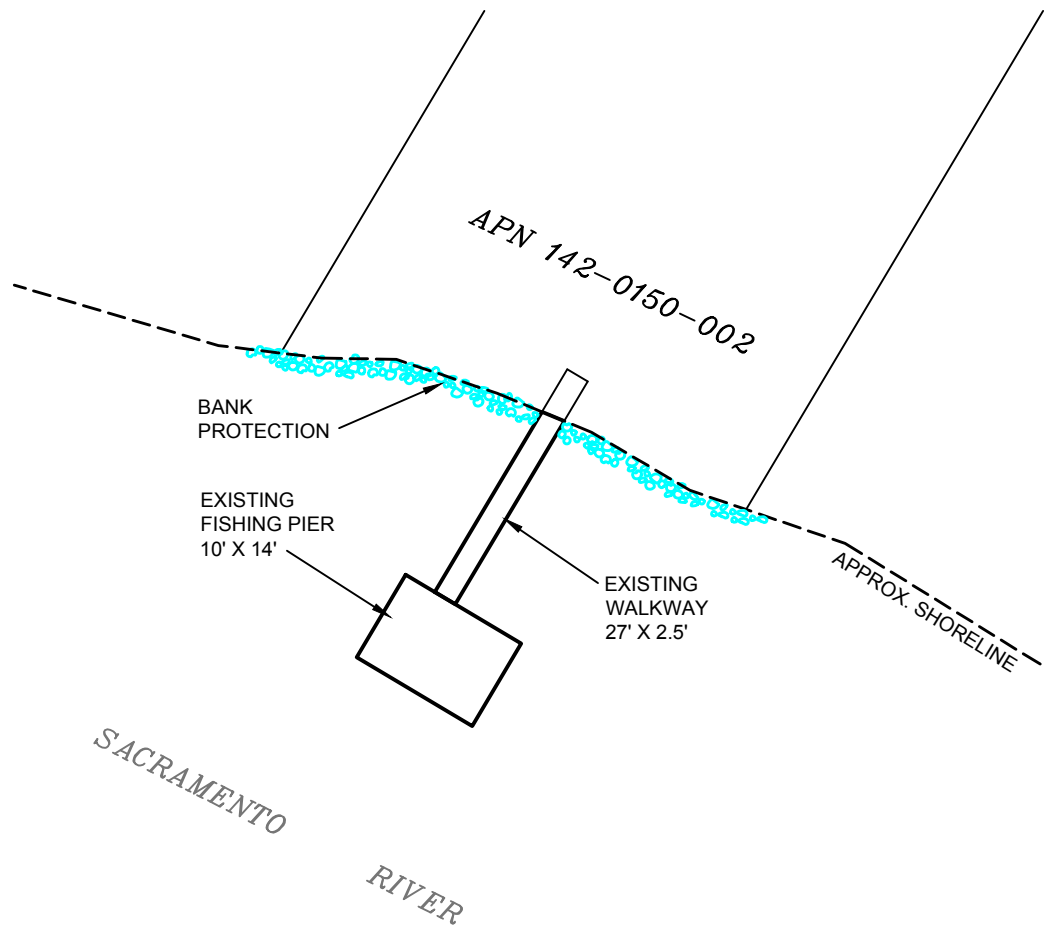 APN 142-0150-002
BANK
PROTECTION
EXISTING
FISHING PIER
10' X 14'
EXISTING
WALKWAY
27' X 2.5'
APPROX. SHORELINE
SACRAMENTO
RIVER